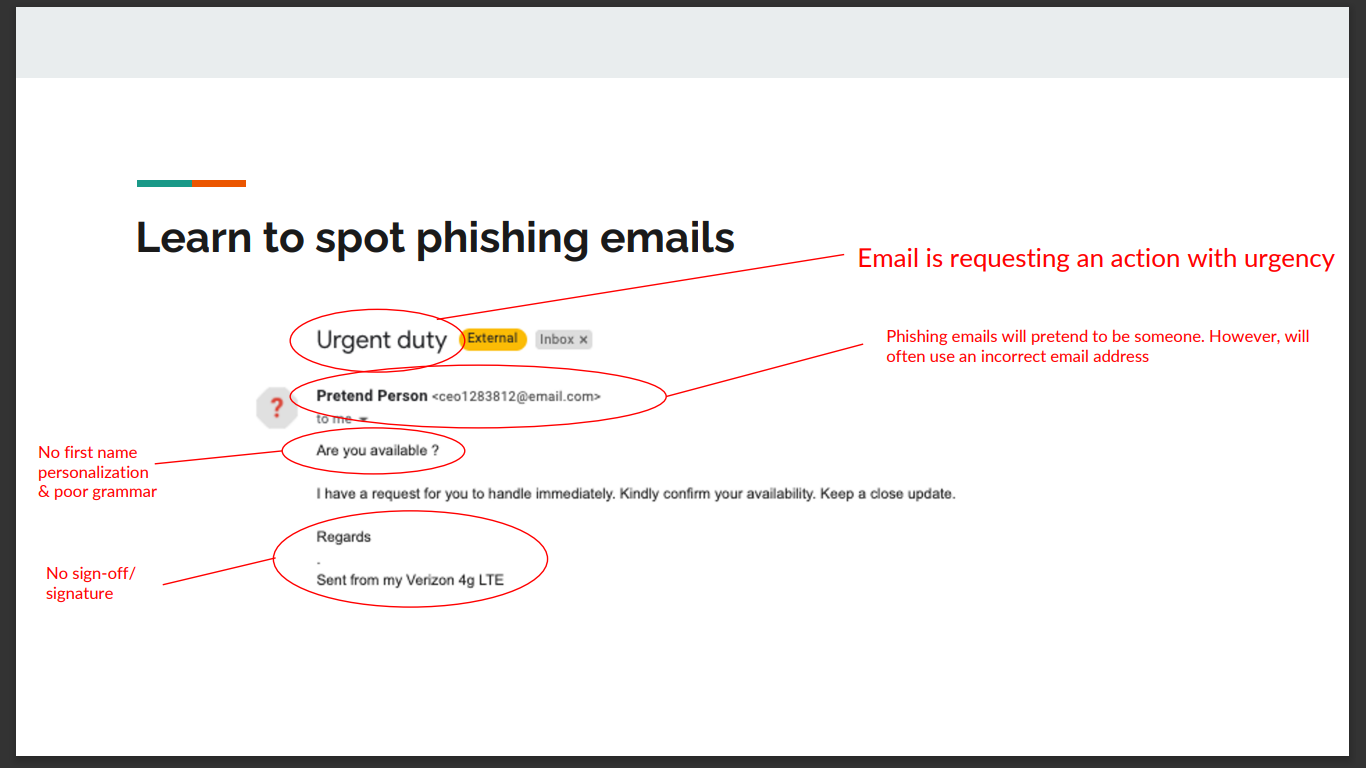 Learn to spot phishing emails
Email is requesting an action with urgency
Urgent duty External Inbox ×
Phishing emails will pretend to be someone. However, will
often use an incorrect email address
? Pretend Person <ceo1283812@email.com>
to me
No first name
personalization
& poor grammar
Are you available ?
I have a request for you to handle immediately. Kindly confirm your availability. Keep a close update.
Regards
.
Sent from my Verizon 4g LTE
No sign-off/
signature